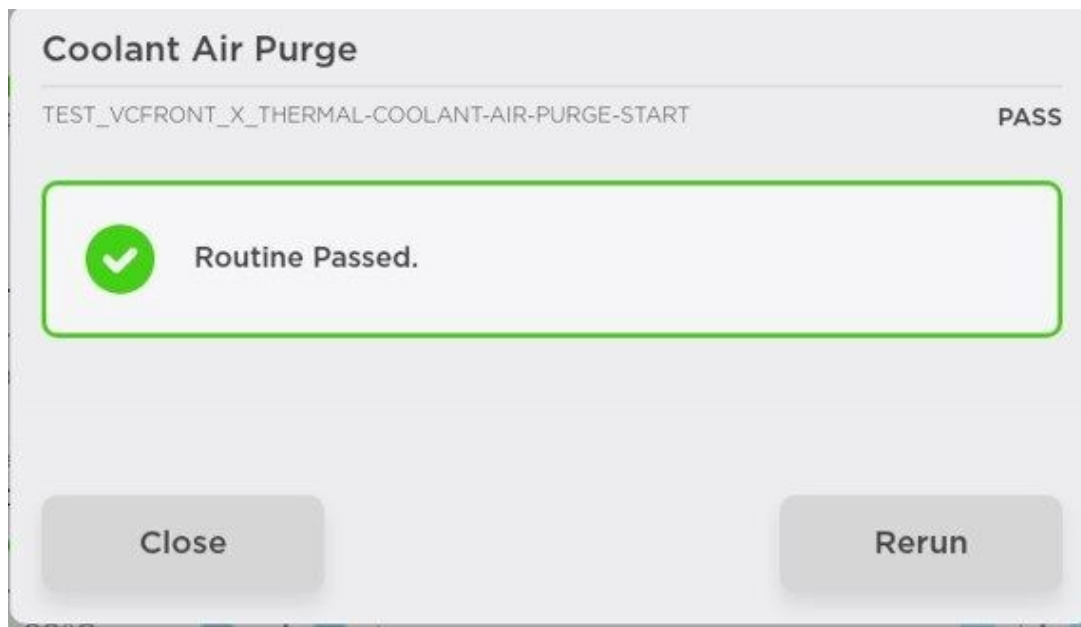 Coolant Air Purge
TEST_VCFRONT_X_THERMAL-COOLANT-AIR-PURGE-START PASS
Routine Passed.
Close Rerun